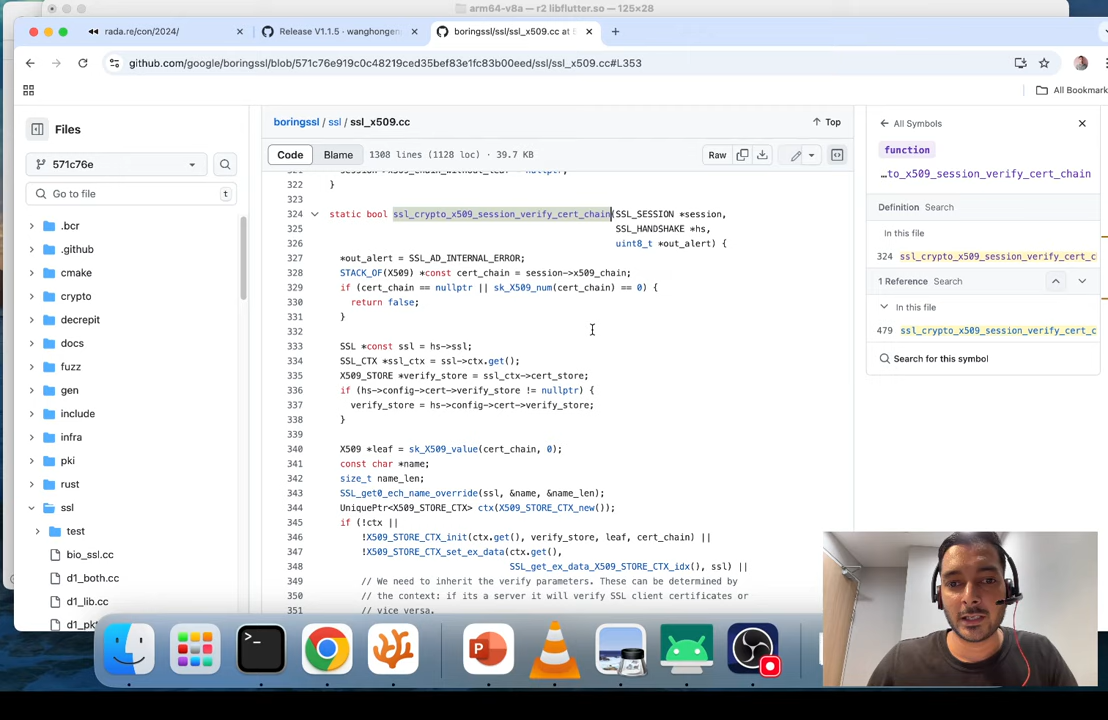 arm64-v8a — r2 libflutter.so — 125×28
rada.re/con/2024/
Release V1.1.5 · wanghongen
boringssl/ssl/ssl_x509.cc at
github.com/google/boringssl/blob/571c76e919c0c48219ced35bef83e1fc83b00eed/ssl/ssl_x509.cc#L353
All Bookmark
Files
571c76e
Go to file
t
.bcr
.github
cmake
crypto
decrepit
docs
fuzz
gen
include
infra
pki
rust
ssl
test
bio_ssl.cc
d1_both.cc
d1_lib.cc
boringssl / ssl / ssl_x509.cc
Top
Code
Blame
1308 lines (1128 loc) · 39.7 KB
Raw
322 }
323
324 static bool ssl_crypto_x509_session_verify_cert_chain(SSL_SESSION *session,
325 SSL_HANDSHAKE *hs,
326 uint8_t *out_alert) {
327 *out_alert = SSL_AD_INTERNAL_ERROR;
328 STACK_OF(X509) *const cert_chain = session->x509_chain;
329 if (cert_chain == nullptr || sk_X509_num(cert_chain) == 0) {
330 return false;
331 }
332
333 SSL *const ssl = hs->ssl;
334 SSL_CTX *ssl_ctx = ssl->ctx.get();
335 X509_STORE *verify_store = ssl_ctx->cert_store;
336 if (hs->config->cert->verify_store != nullptr) {
337 verify_store = hs->config->cert->verify_store;
338 }
339
340 X509 *leaf = sk_X509_value(cert_chain, 0);
341 const char *name;
342 size_t name_len;
343 SSL_get0_ech_name_override(ssl, &name, &name_len);
344 UniquePtr<X509_STORE_CTX> ctx(X509_STORE_CTX_new());
345 if (!ctx ||
346 !X509_STORE_CTX_init(ctx.get(), verify_store, leaf, cert_chain) ||
347 !X509_STORE_CTX_set_ex_data(ctx.get(),
348 SSL_get_ex_data_X509_STORE_CTX_idx(), ssl) ||
349 // We need to inherit the verify parameters. These can be determined by
350 // the context: if its a server it will verify SSL client certificates or
351 // vice versa.
All Symbols
function
...to_x509_session_verify_cert_chain
Definition Search
In this file
324 ssl_crypto_x509_session_verify_cert_c
1 Reference Search
In this file
479 ssl_crypto_x509_session_verify_cert_c
Search for this symbol